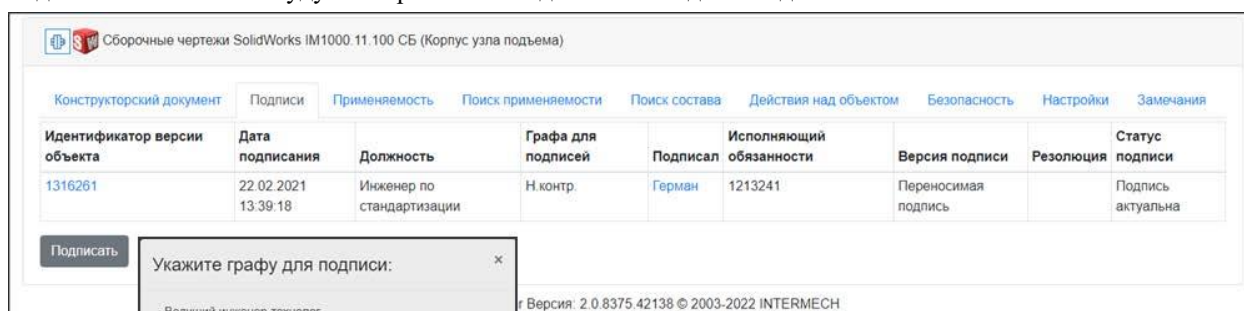 Сборочные чертежи SolidWorks IM1000.11.100 СБ (Корпус узла подъема)
Конструкторский документ Подписи Применяемость Поиск применяемости Поиск состава Действия над объектом Безопасность Настройки Замечания
Идентификатор версии объекта Дата подписания Должность Графа для подписей Подписал Исполняющий обязанности Версия подписи Резолюция Статус подписи
1316261 22.02.2021 13:39:18 Инженер по стандартизации Н.контр. Герман 1213241 Переносимая подпись Подпись актуальна
Подписать
Укажите графу для подписи: ×
Ведущий инженер-технолог
r Версия: 2.0.8375.42138 © 2003-2022 INTERMECH